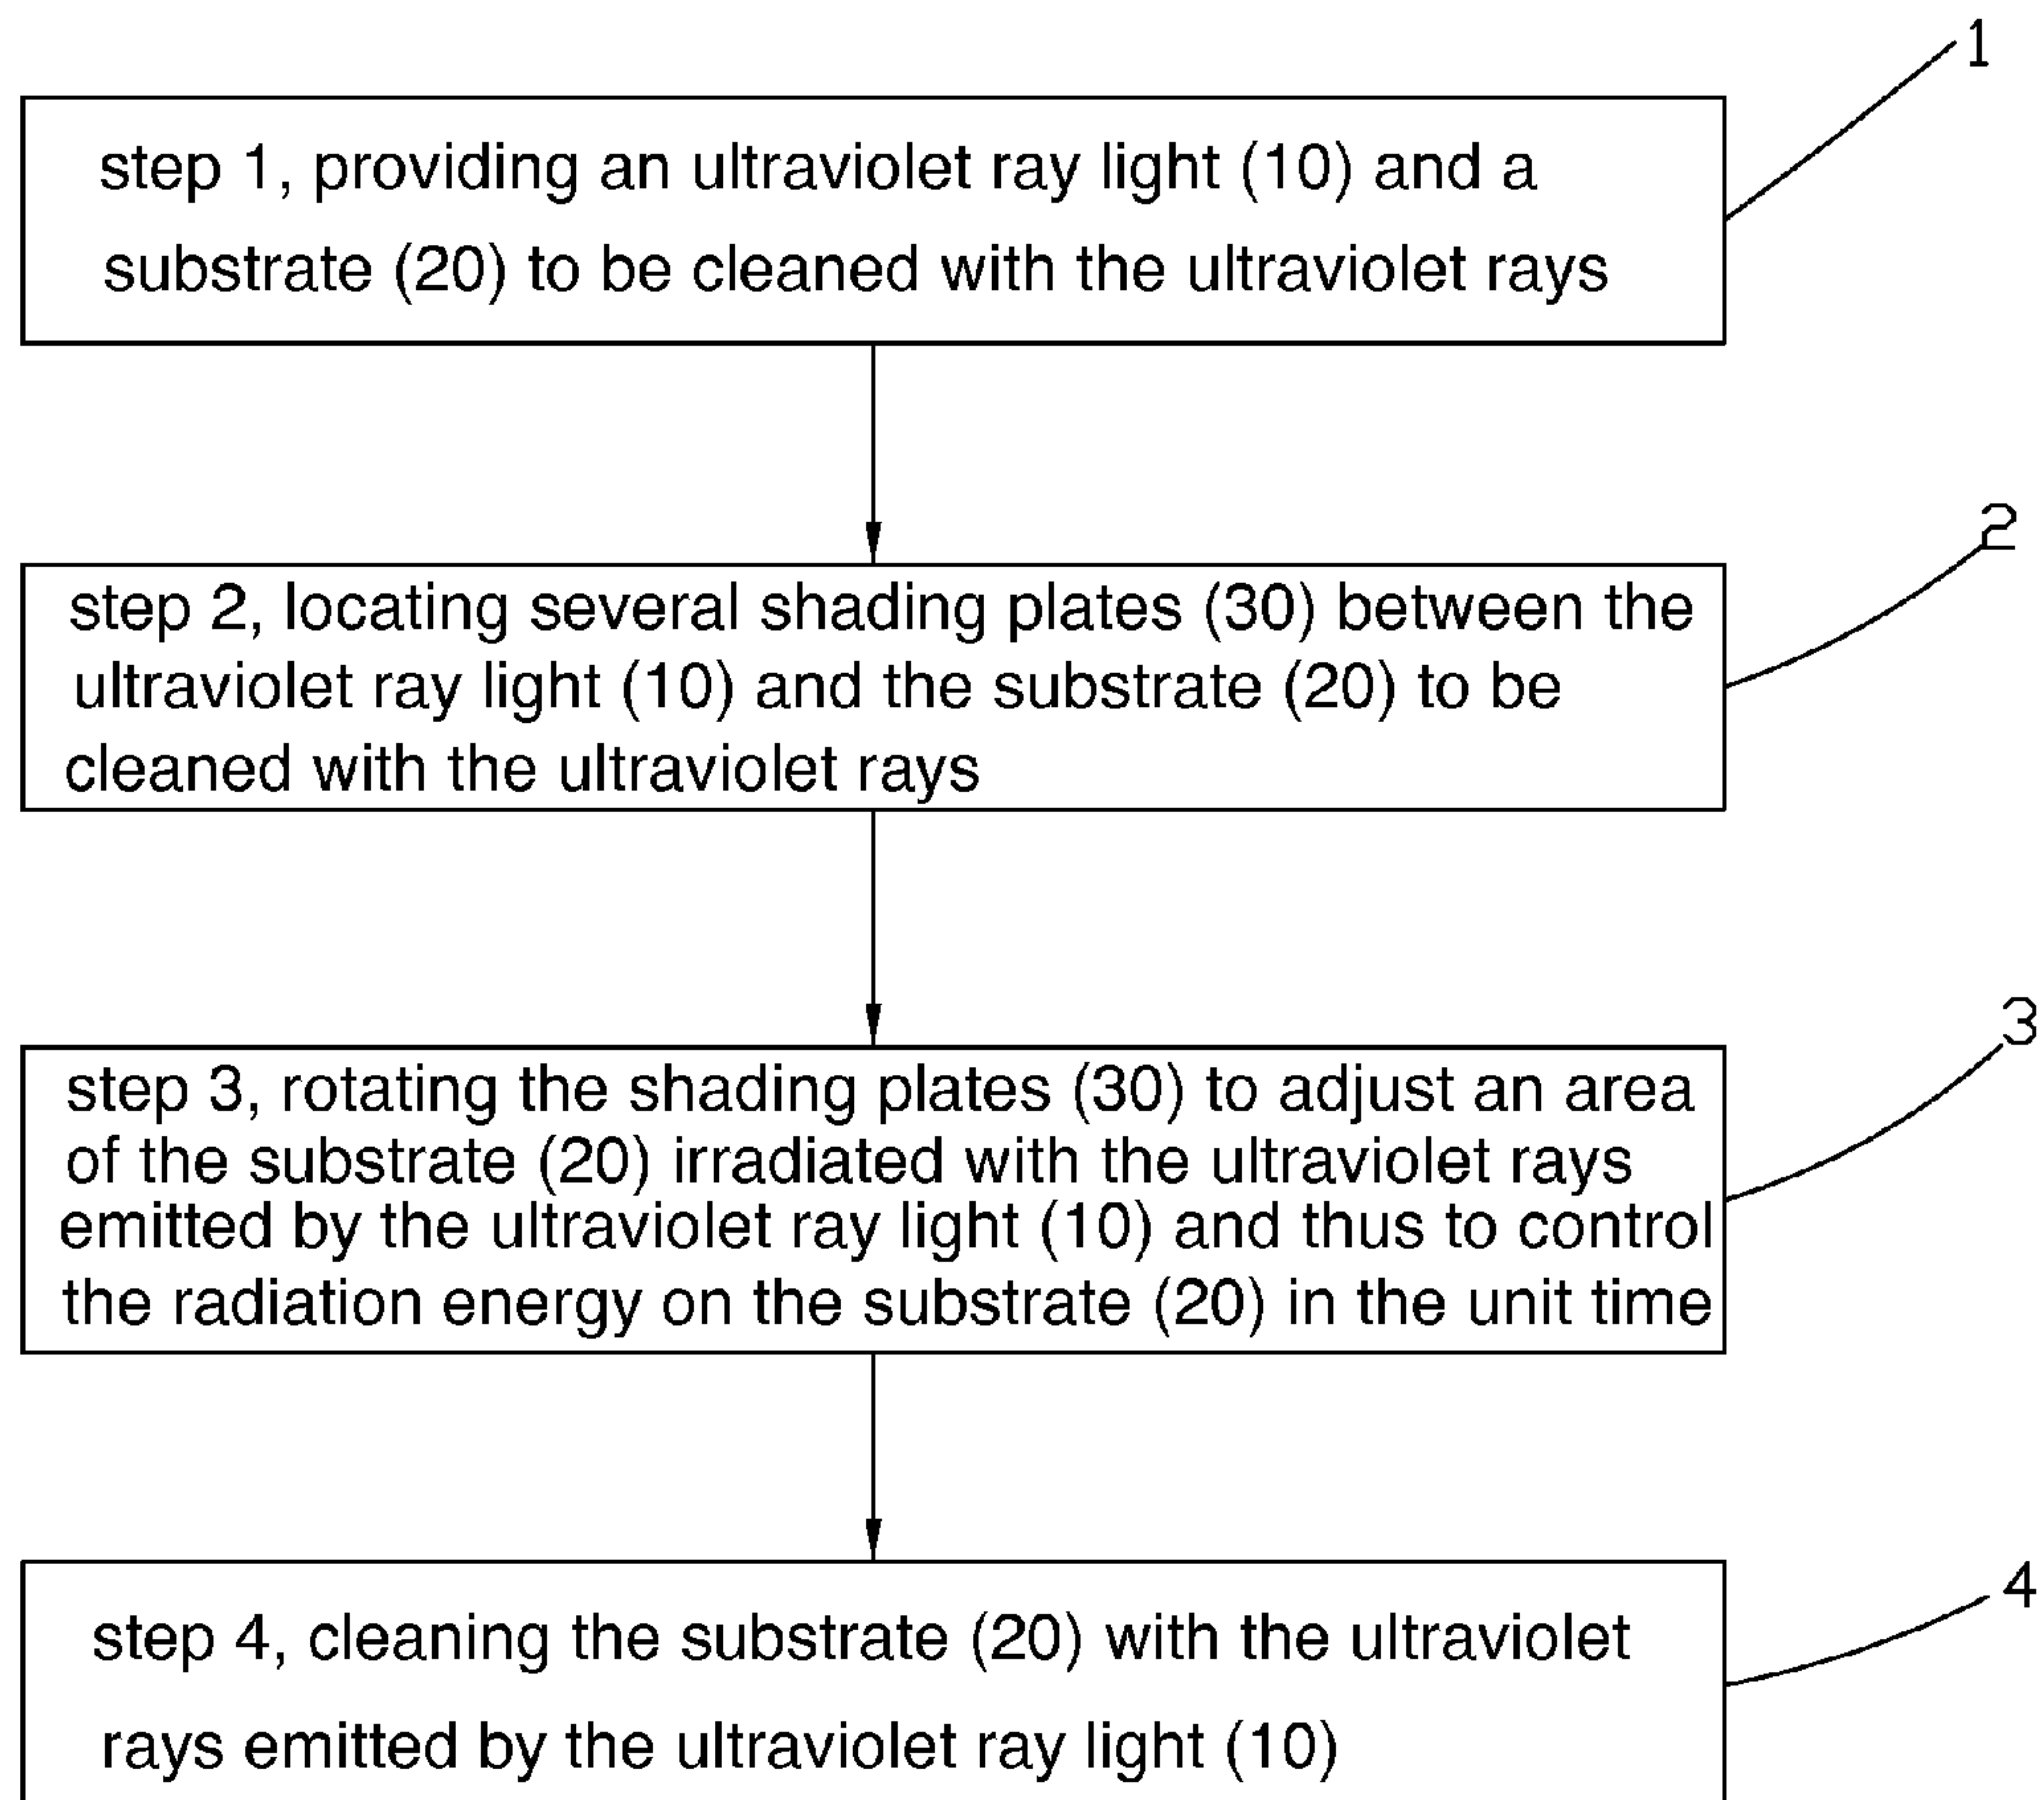 1
step 1, providing an ultraviolet ray light (10) and a
substrate (20) to be cleaned with the ultraviolet rays
2
step 2, locating several shading plates (30) between the
ultraviolet ray light (10) and the substrate (20) to be
cleaned with the ultraviolet rays
3
step 3, rotating the shading plates (30) to adjust an area
of the substrate (20) irradiated with the ultraviolet rays
emitted by the ultraviolet ray light (10) and thus to control
the radiation energy on the substrate (20) in the unit time
4
step 4, cleaning the substrate (20) with the ultraviolet
rays emitted by the ultraviolet ray light (10)